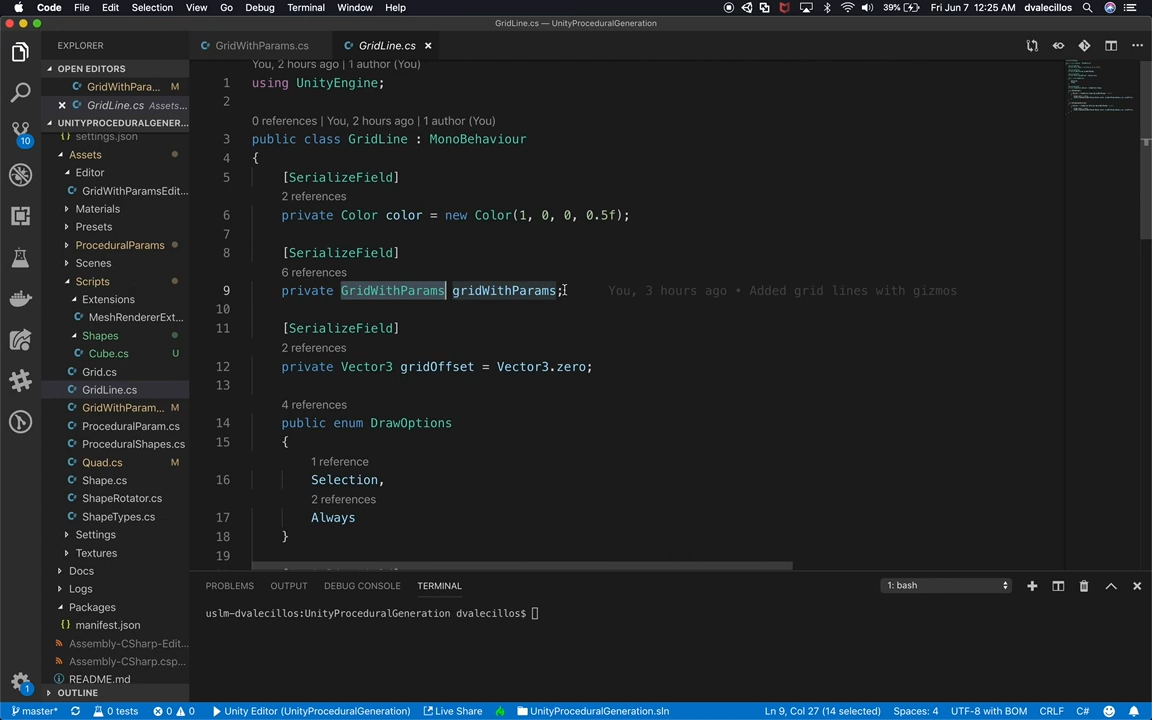 Code File Edit Selection View Go Debug Terminal Window Help 39% Fri Jun 7 12:25 AM dvalecillos
GridLine.cs — UnityProceduralGeneration
EXPLORER
OPEN EDITORS
GridWithPara... M
GridLine.cs Assets...
UNITYPROCEDURALGENER...
settings.json
Assets
Editor
GridWithParamsEdit...
Materials
Presets
ProceduralParams
Scenes
Scripts
Extensions
MeshRendererExt...
Shapes
Cube.cs U
Grid.cs
GridLine.cs
GridWithParam... M
ProceduralParam.cs
ProceduralShapes.cs
Quad.cs M
Shape.cs
ShapeRotator.cs
ShapeTypes.cs
Settings
Textures
Docs
Logs
Packages
manifest.json
Assembly-CSharp-Edit...
Assembly-CSharp.csp...
README.md
OUTLINE
10
1
GridWithParams.cs
GridLine.cs
You, 2 hours ago | 1 author (You)
1 using UnityEngine;
2
0 references | You, 2 hours ago | 1 author (You)
3 public class GridLine : MonoBehaviour
4 {
5 [SerializeField]
2 references
6 private Color color = new Color(1, 0, 0, 0.5f);
7
8 [SerializeField]
6 references
9 private GridWithParams gridWithParams; You, 3 hours ago • Added grid lines with gizmos
10
11 [SerializeField]
2 references
12 private Vector3 gridOffset = Vector3.zero;
13
4 references
14 public enum DrawOptions
15 {
1 reference
16 Selection,
2 references
17 Always
18 }
19
PROBLEMS OUTPUT DEBUG CONSOLE TERMINAL 1: bash
uslm-dvalecillos:UnityProceduralGeneration dvalecillos$
master* 0 tests 0 0 Unity Editor (UnityProceduralGeneration) Live Share UnityProceduralGeneration.sln Ln 9, Col 27 (14 selected) Spaces: 4 UTF-8 with BOM CRLF C#